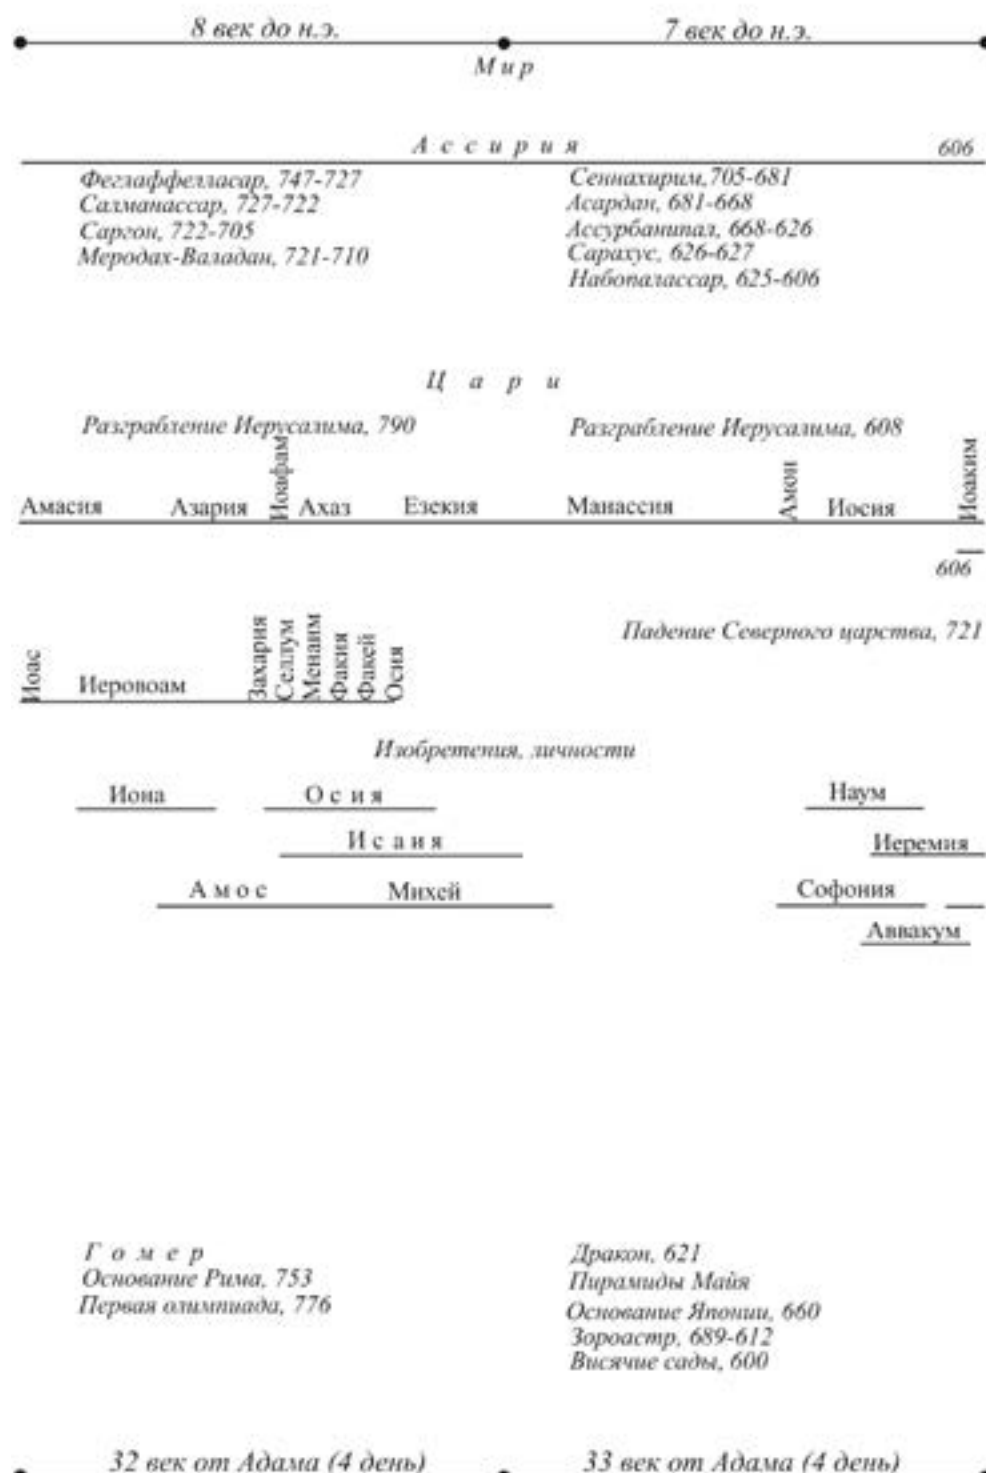 8 век до н.э. 7 век до н.э.
Мир
Ассирия 606
Феглаффелласар, 747-727
Салманассар, 727-722
Саргон, 722-705
Меродах-Валадан, 721-710
Сеннахирим,705-681
Асардан, 681-668
Ассурбанипал, 668-626
Сарахус, 626-627
Набопалассар, 625-606
Цари
Разграбление Иерусалима, 790 Разграбление Иерусалима, 608
Амасия Азария Иоафам Ахаз Езекия Манассия Амон Иосия Иоаким
606
Падение Северного царства, 721
Иоас Иеровоам Захария Селлум Менаим Факия Факей Осия
Изобретения, личности
Иона Осия Наум
Исаия Иеремия
Амос Михей Софония
Аввакум
Гомер
Основание Рима, 753
Первая олимпиада, 776
Дракон, 621
Пирамиды Майя
Основание Японии, 660
Зороастр, 689-612
Висячие сады, 600
32 век от Адама (4 день) 33 век от Адама (4 день)